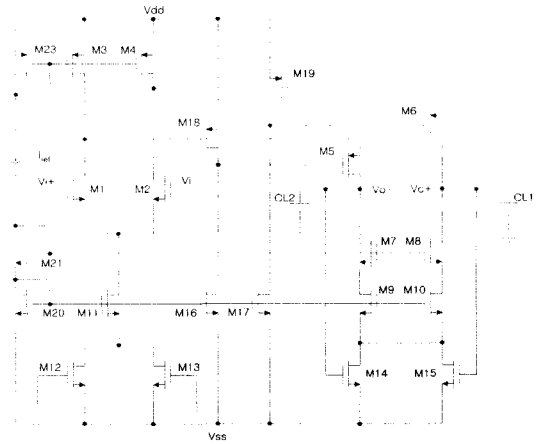 Vdd
M23 M3 M4
M19
M18
M6
M5
Iref
Vi+ M1 M2 Vi
CL2 Vo Vo+ CL1
M7 M8
M21
M9 M10
M20 M11 M16 M17
M12 M13 M14 M15
Vss